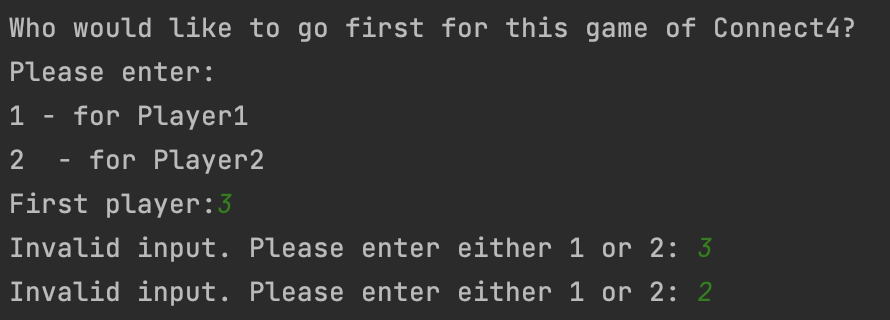 Who would like to go first for this game of Connect4?
Please enter:
1 - for Player1
2  - for Player2
First player:3
Invalid input. Please enter either 1 or 2: 3
Invalid input. Please enter either 1 or 2: 2